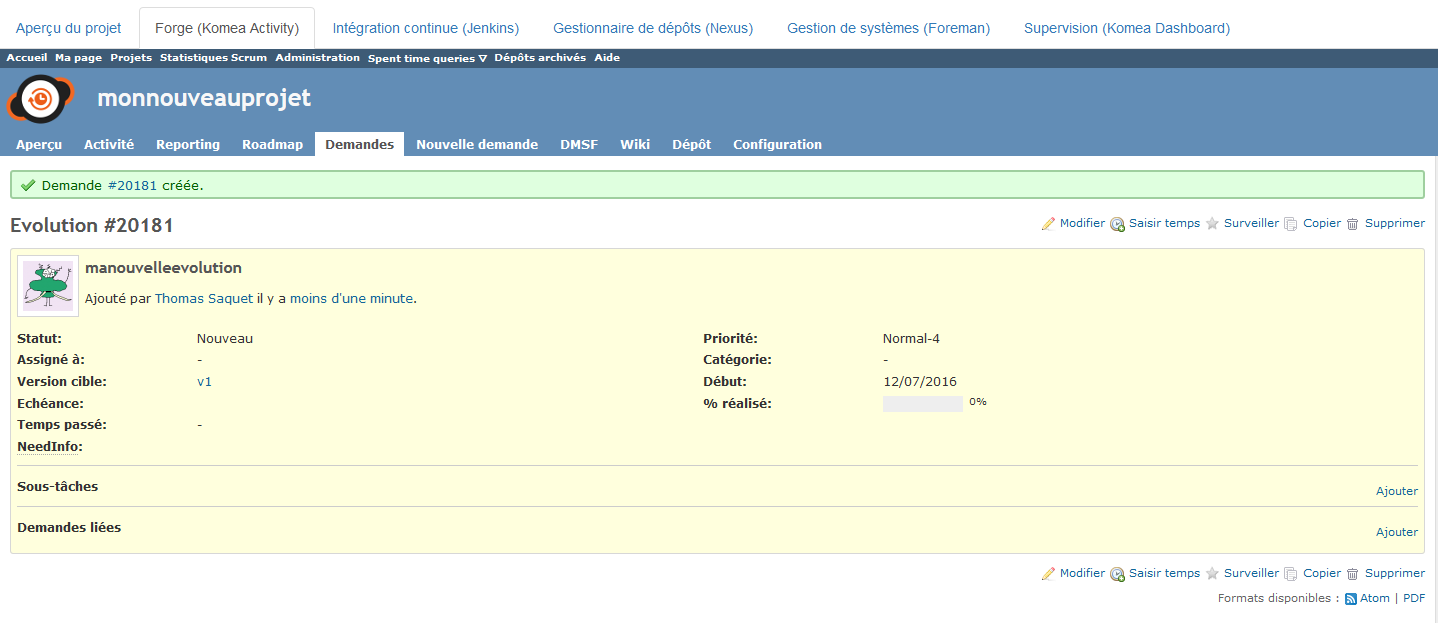 Aperçu du projet Forge (Komea Activity) Intégration continue (Jenkins) Gestionnaire de dépôts (Nexus) Gestion de systèmes (Foreman) Supervision (Komea Dashboard)
Accueil Ma page Projets Statistiques Scrum Administration Spent time queries ▽ Dépôts archivés Aide
monnouveauprojet
Aperçu Activité Reporting Roadmap Demandes Nouvelle demande DMSF Wiki Dépôt Configuration
Demande #20181 créée.
Evolution #20181 Modifier Saisir temps Surveiller Copier Supprimer
manouvelleevolution
Ajouté par Thomas Saquet il y a moins d'une minute.
Statut: Nouveau Priorité: Normal-4
Assigné à: - Catégorie: -
Version cible: v1 Début: 12/07/2016
Echéance: % réalisé: 0%
Temps passé: -
NeedInfo:
Sous-tâches Ajouter
Demandes liées Ajouter
Modifier Saisir temps Surveiller Copier Supprimer
Formats disponibles : Atom | PDF